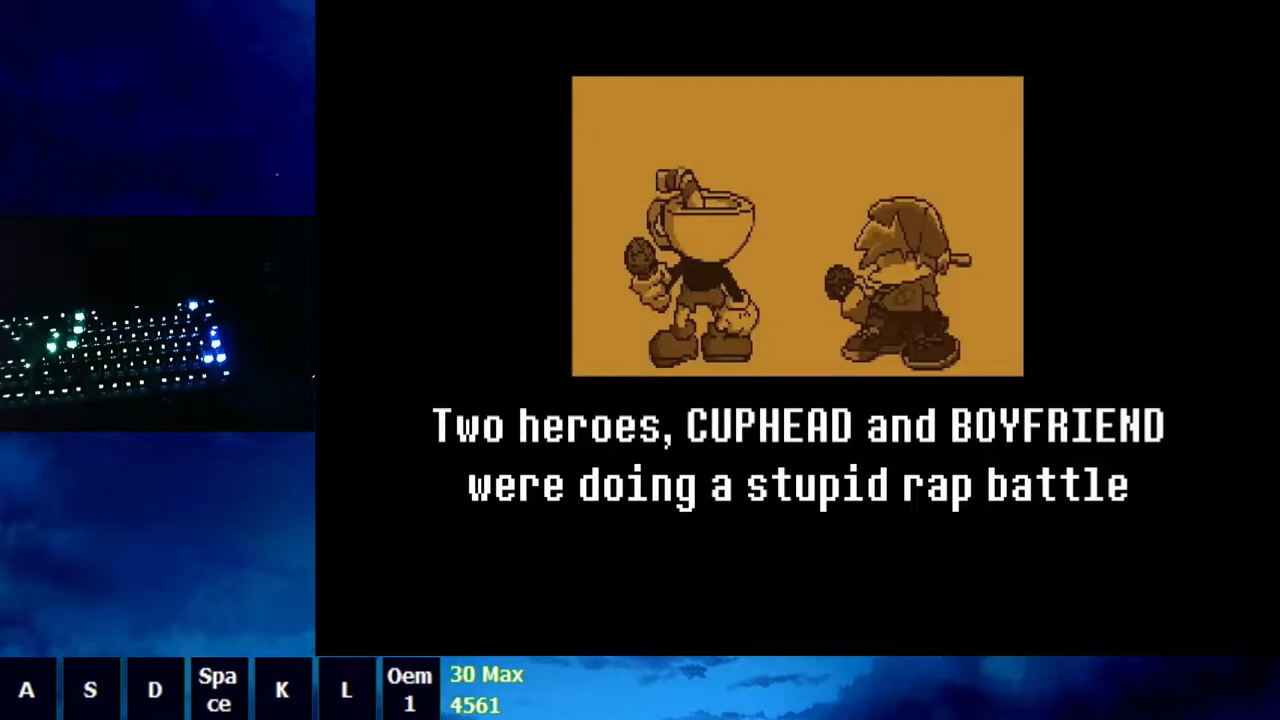 Two heroes, CUPHEAD and BOYFRIEND
were doing a stupid rap battle
A
S
D
Spa
ce
K
L
Oem
1
30 Max
4561